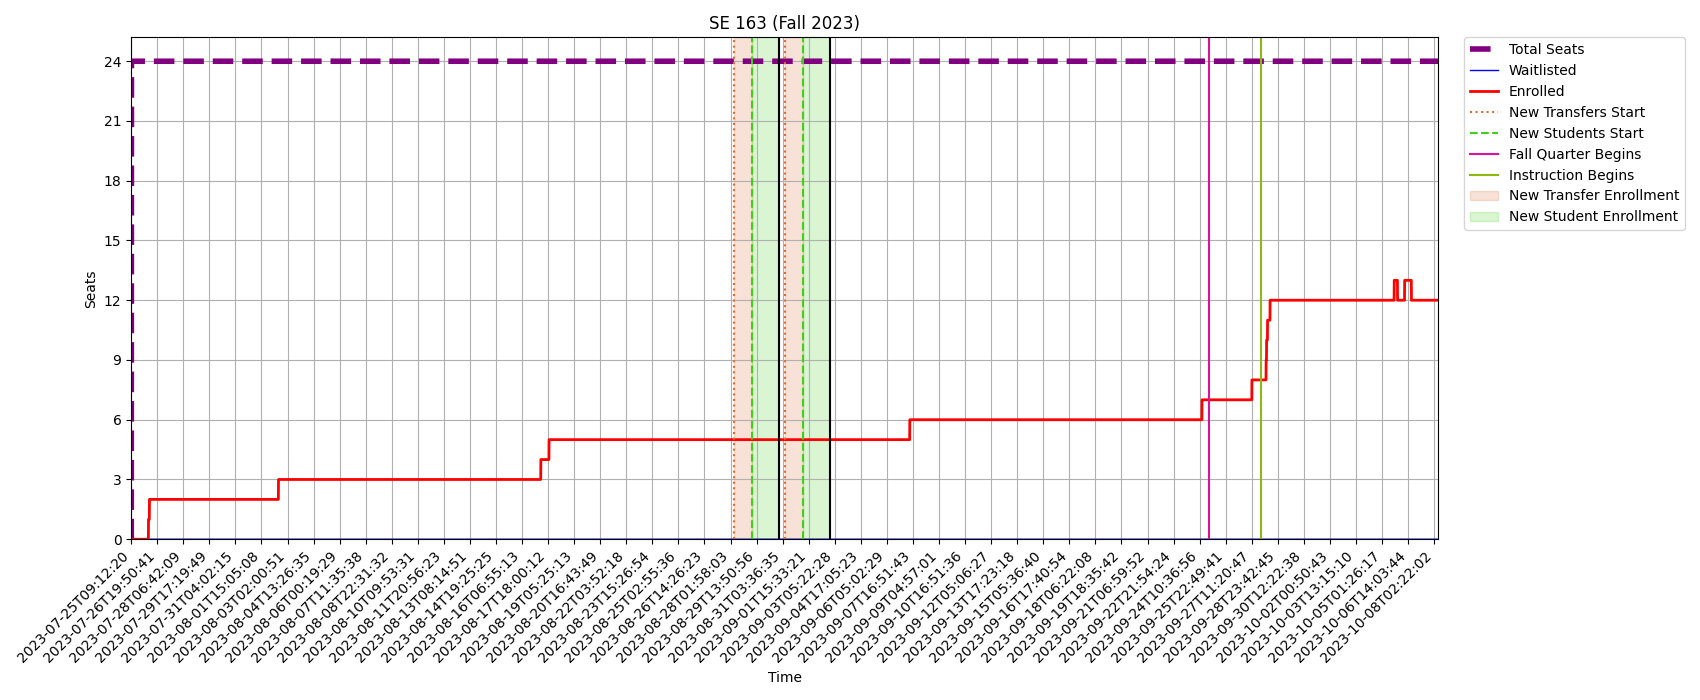 SE 163 (Fall 2023)
24
21
18
15
12
9
6
3
0
Seats
2023-07-25T09:12:20
2023-07-26T19:50:41
2023-07-28T06:42:09
2023-07-29T17:19:49
2023-07-31T04:02:15
2023-08-01T15:05:08
2023-08-03T02:00:51
2023-08-04T13:26:35
2023-08-06T00:19:29
2023-08-07T11:35:38
2023-08-08T22:31:32
2023-08-10T09:53:31
2023-08-11T20:56:23
2023-08-13T08:14:51
2023-08-14T19:25:25
2023-08-16T06:55:13
2023-08-17T18:00:12
2023-08-19T05:25:13
2023-08-20T16:43:49
2023-08-22T03:52:18
2023-08-23T15:26:54
2023-08-25T02:55:36
2023-08-26T14:26:23
2023-08-28T01:58:03
2023-08-29T13:50:56
2023-08-31T03:36:35
2023-09-01T15:33:21
2023-09-03T05:22:28
2023-09-04T17:05:23
2023-09-06T05:02:29
2023-09-07T16:51:43
2023-09-09T04:57:01
2023-09-10T16:51:36
2023-09-12T05:06:27
2023-09-13T17:23:18
2023-09-15T05:36:40
2023-09-16T17:40:54
2023-09-18T06:22:08
2023-09-19T18:35:42
2023-09-21T06:59:52
2023-09-22T21:54:24
2023-09-24T10:36:56
2023-09-25T22:49:41
2023-09-27T11:20:47
2023-09-28T23:42:45
2023-09-30T12:22:38
2023-10-02T00:50:43
2023-10-03T13:15:10
2023-10-05T01:26:17
2023-10-06T14:03:44
2023-10-08T02:22:02
Time
Total Seats
Waitlisted
Enrolled
New Transfers Start
New Students Start
Fall Quarter Begins
Instruction Begins
New Transfer Enrollment
New Student Enrollment